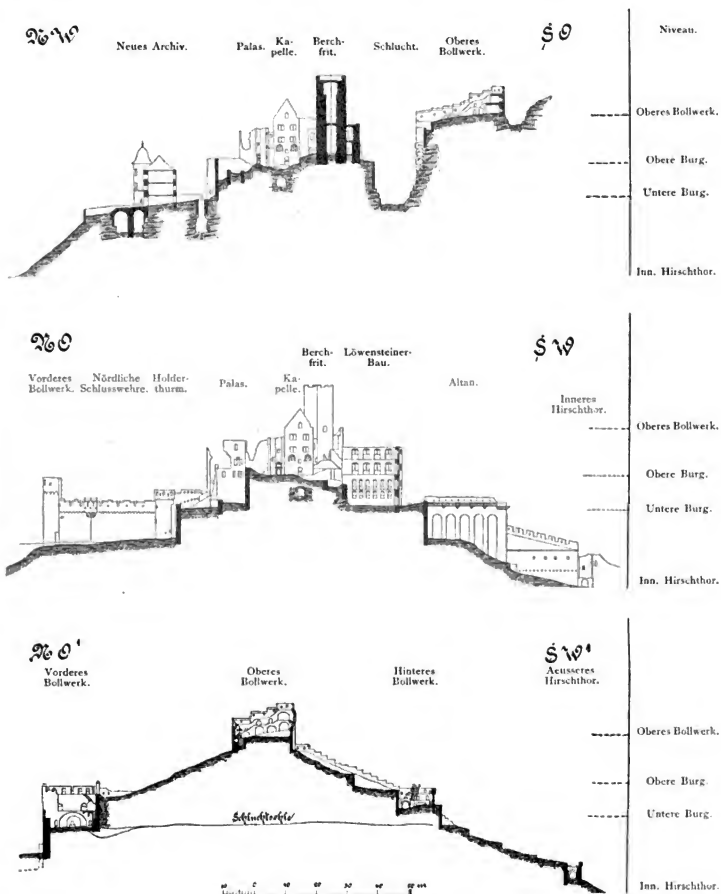 NW
SO
Niveau.
Neues Archiv.
Palas.
Ka-
pelle.
Berch-
frit.
Schlucht.
Oberes
Bollwerk.
Oberes Bollwerk.
Obere Burg.
Untere Burg.
Inn. Hirschthor.
NO
SW
Vorderes
Bollwerk.
Nördliche
Schlusswehre.
Holder-
thurm.
Palas.
Ka-
pelle.
Berch-
frit.
Löwensteiner-
Bau.
Altan.
Inneres
Hirschthor.
Oberes Bollwerk.
Obere Burg.
Untere Burg.
Inn. Hirschthor.
NO'
SW'
Vorderes
Bollwerk.
Oberes
Bollwerk.
Hinteres
Bollwerk.
Aeusseres
Hirschthor.
Oberes Bollwerk.
Obere Burg.
Untere Burg.
Schluchtsohle
Inn. Hirschthor.